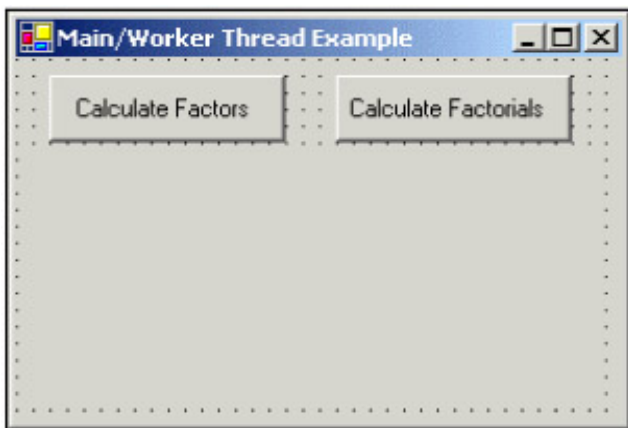 Main/Worker Thread Example
Calculate Factors
Calculate Factorials